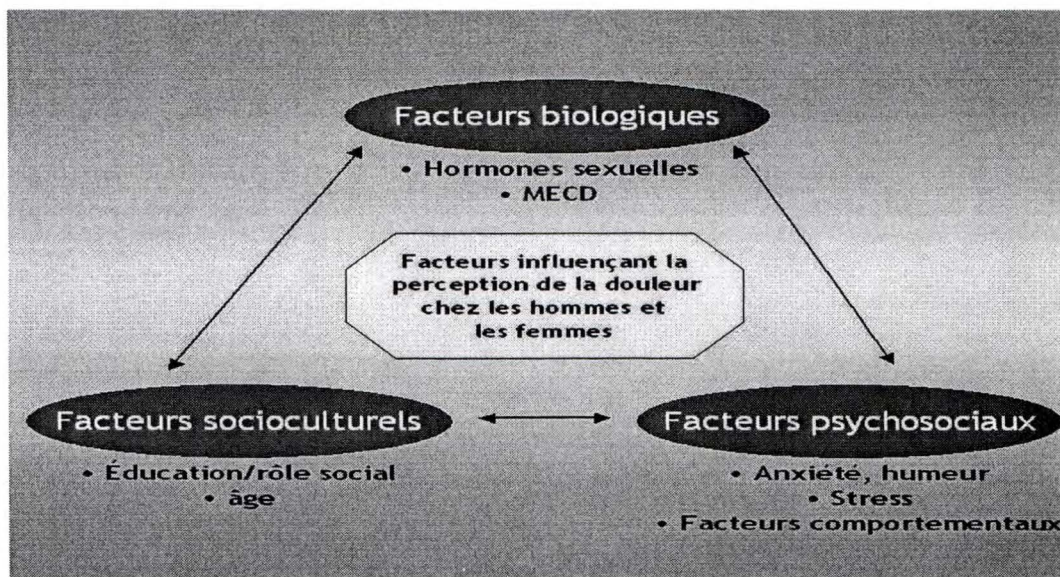 Facteurs biologiques
• Hormones sexuelles
• MECD
Facteurs influençant la
perception de la douleur
chez les hommes et
les femmes
Facteurs socioculturels
• Éducation/rôle social
• âge
Facteurs psychosociaux
• Anxiété, humeur
• Stress
• Facteurs comportementaux